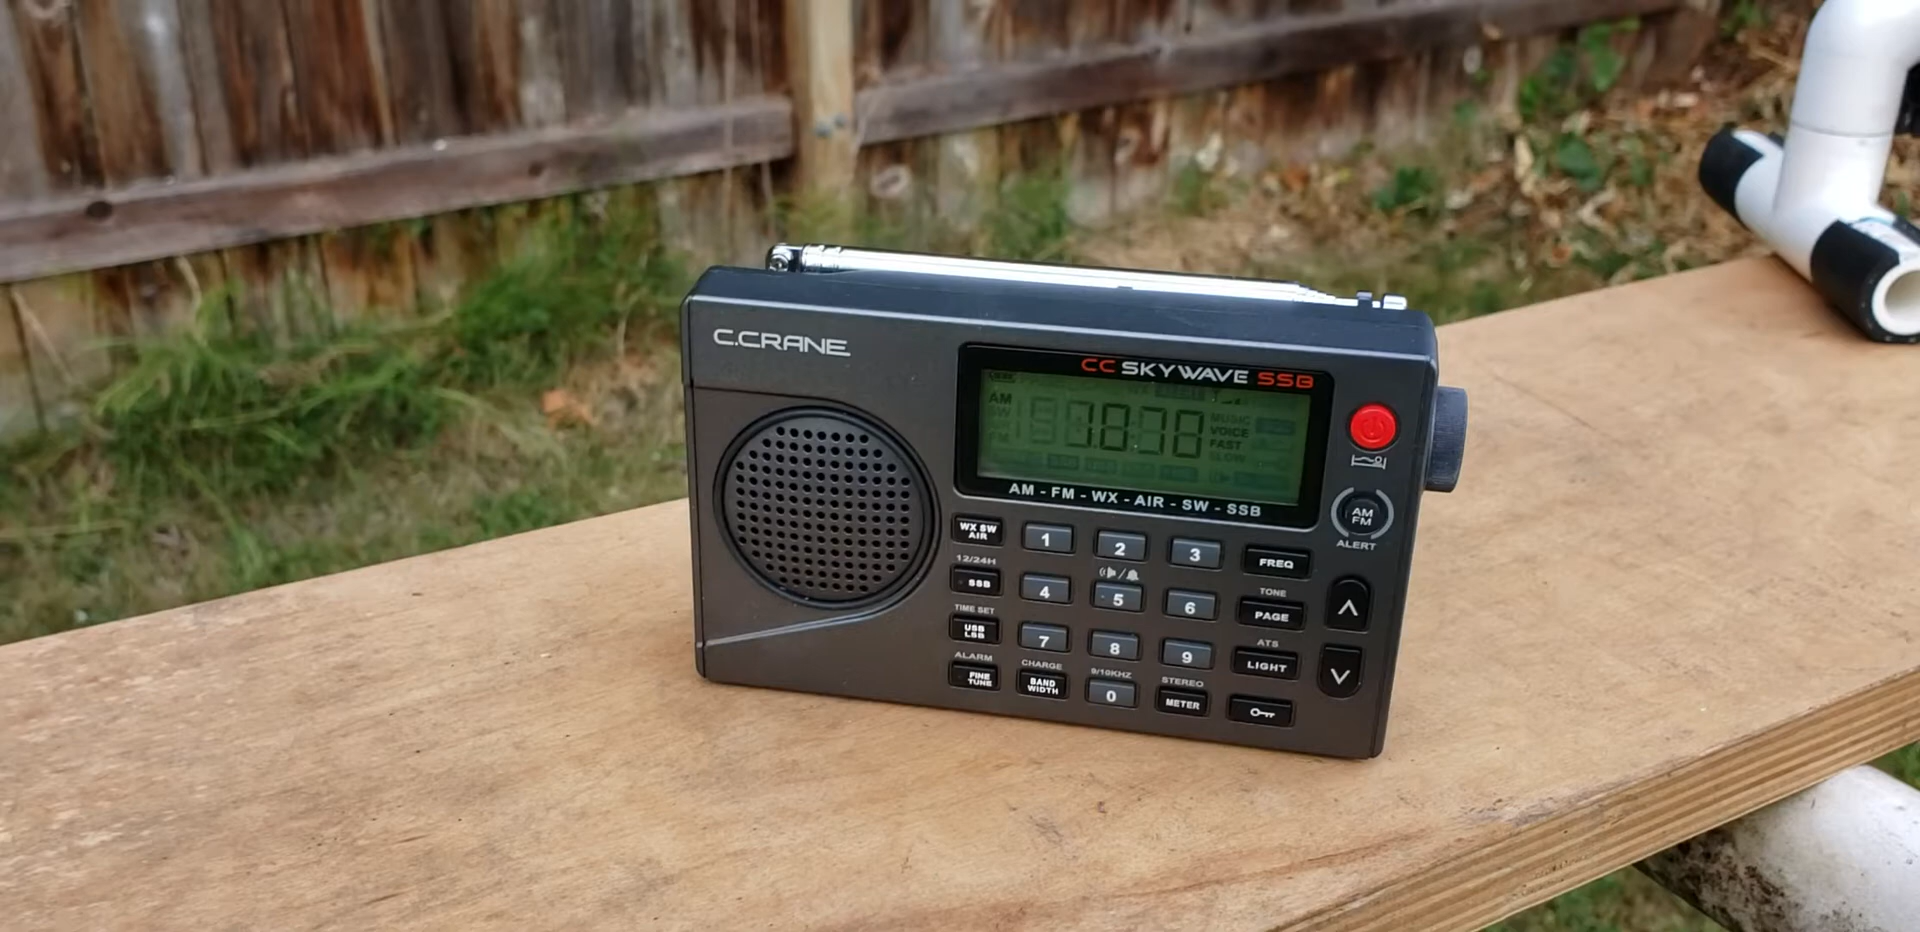 C.CRANE
CC SKYWAVE SSB
AM
MUSIC
VOICE
FAST
SLOW
AM - FM - WX - AIR - SW - SSB
AM
FM
ALERT
WX SW
AIR
1
2
3
FREQ
12/24H
TONE
SSB
4
5
6
PAGE
TIME SET
ATS
USB
LSB
7
8
9
LIGHT
ALARM
CHARGE
9/10KHZ
STEREO
FINE
TUNE
BAND
WIDTH
0
METER